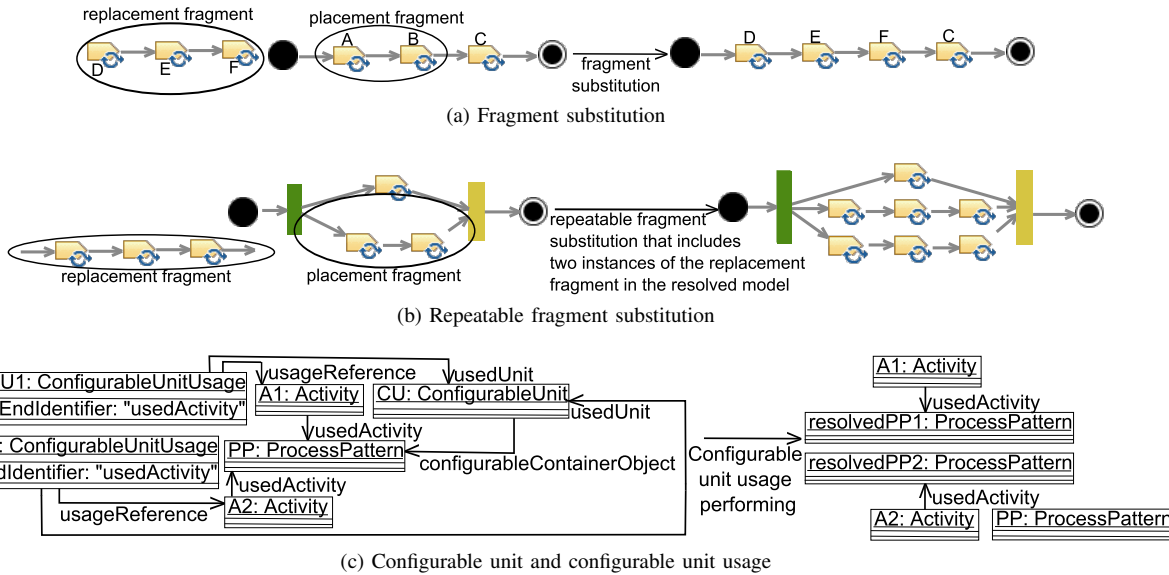 replacement fragment
placement fragment
A
B
C
D
E
F
D
E
F
C
fragment
substitution
(a) Fragment substitution
replacement fragment
placement fragment
repeatable fragment
substitution that includes
two instances of the replacement
fragment in the resolved model
(b) Repeatable fragment substitution
U1: ConfigurableUnitUsage
EndIdentifier: "usedActivity"
usageReference
A1: Activity
usedUnit
CU: ConfigurableUnit
usedUnit
usedActivity
: ConfigurableUnitUsage
dIdentifier: "usedActivity"
PP: ProcessPattern
configurableContainerObject
usedActivity
usageReference
A2: Activity
Configurable
unit usage
performing
A1: Activity
usedActivity
resolvedPP1: ProcessPattern
resolvedPP2: ProcessPattern
usedActivity
A2: Activity
PP: ProcessPattern
(c) Configurable unit and configurable unit usage